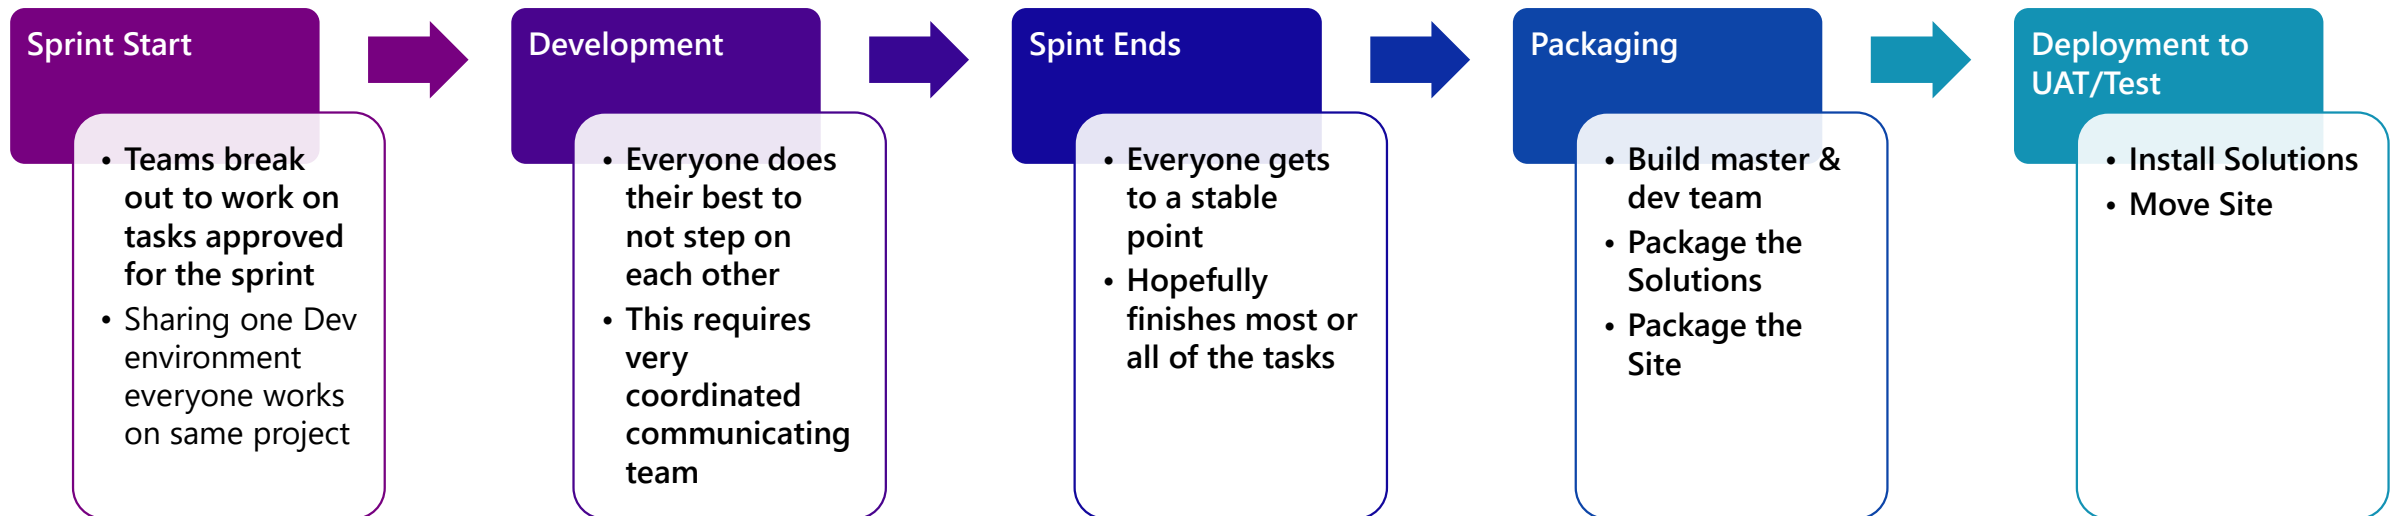 Sprint Start
• Teams break
out to work on
tasks approved
for the sprint
• Sharing one Dev
environment
everyone works
on same project
Development
• Everyone does
their best to
not step on
each other
• This requires
very
coordinated
communicating
team
Spint Ends
• Everyone gets
to a stable
point
• Hopefully
finishes most or
all of the tasks
Packaging
• Build master &
dev team
• Package the
Solutions
• Package the
Site
Deployment to
UAT/Test
• Install Solutions
• Move Site